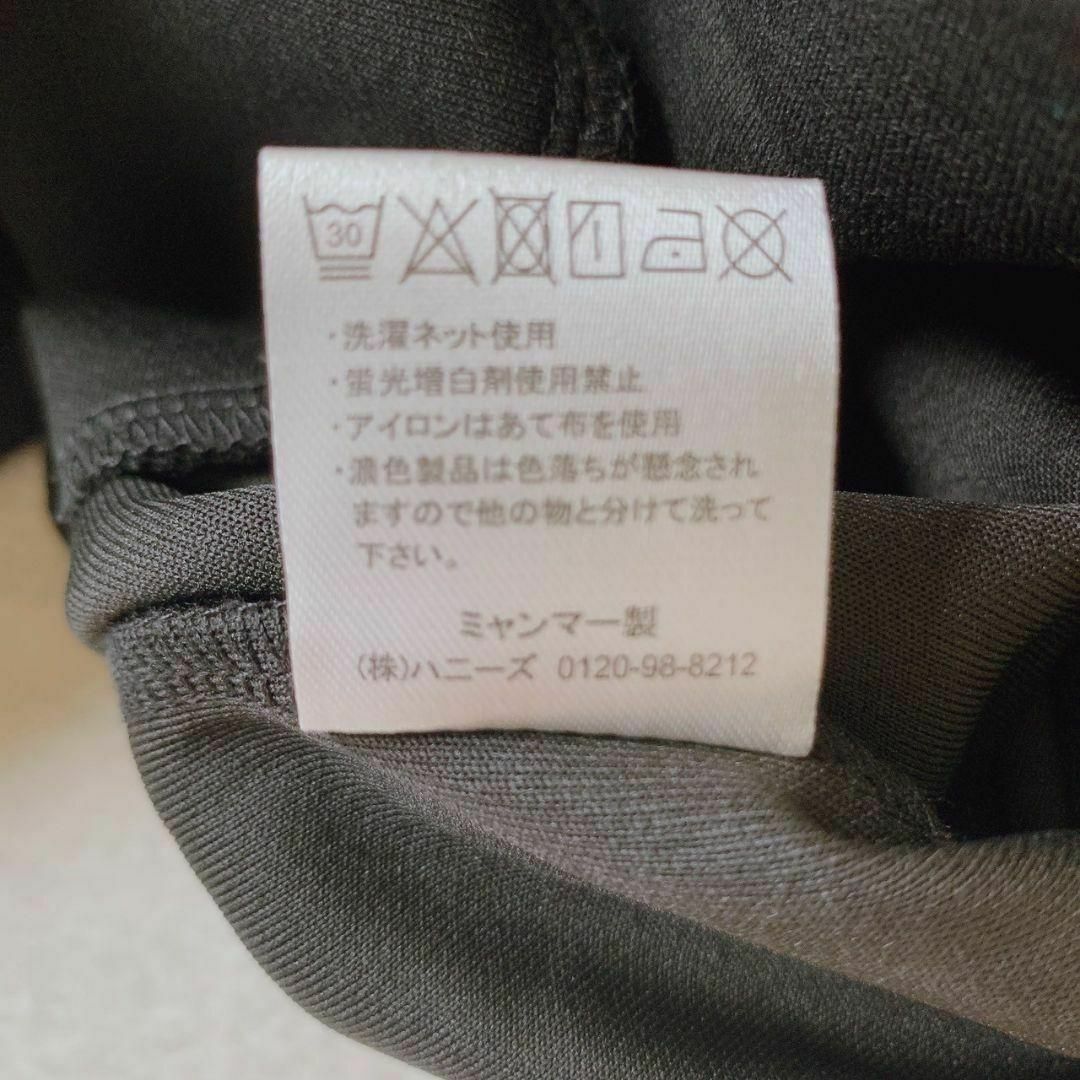 30
・洗濯ネット使用
・蛍光増白剤使用禁止
・アイロンはあて布を使用
・濃色製品は色落ちが懸念され
ますので他の物と分けて洗って
下さい。
ミャンマー製
(株)ハニーズ 0120-98-8212